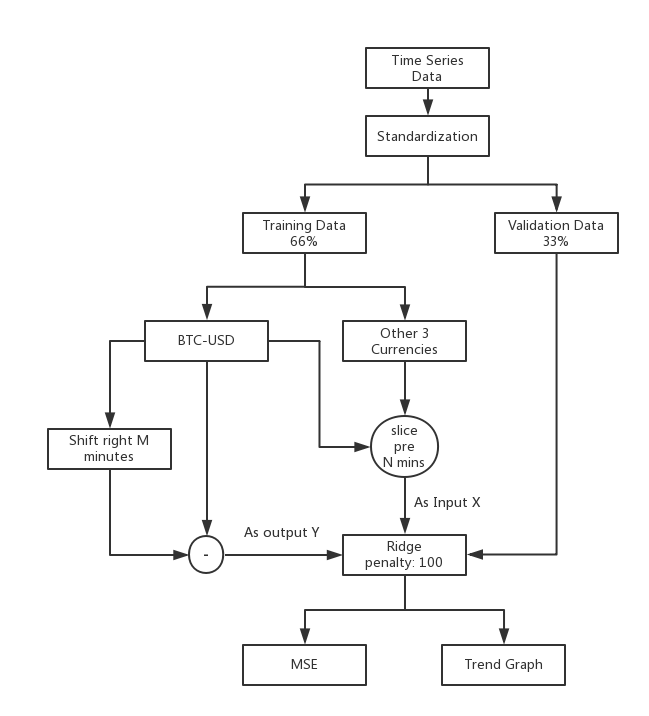 Time Series
Data
Standardization
Training Data
66%
Validation Data
33%
BTC-USD
Other 3
Currencies
Shift right M
minutes
slice
pre
N mins
As Input X
As output Y
-
Ridge
penalty: 100
MSE
Trend Graph